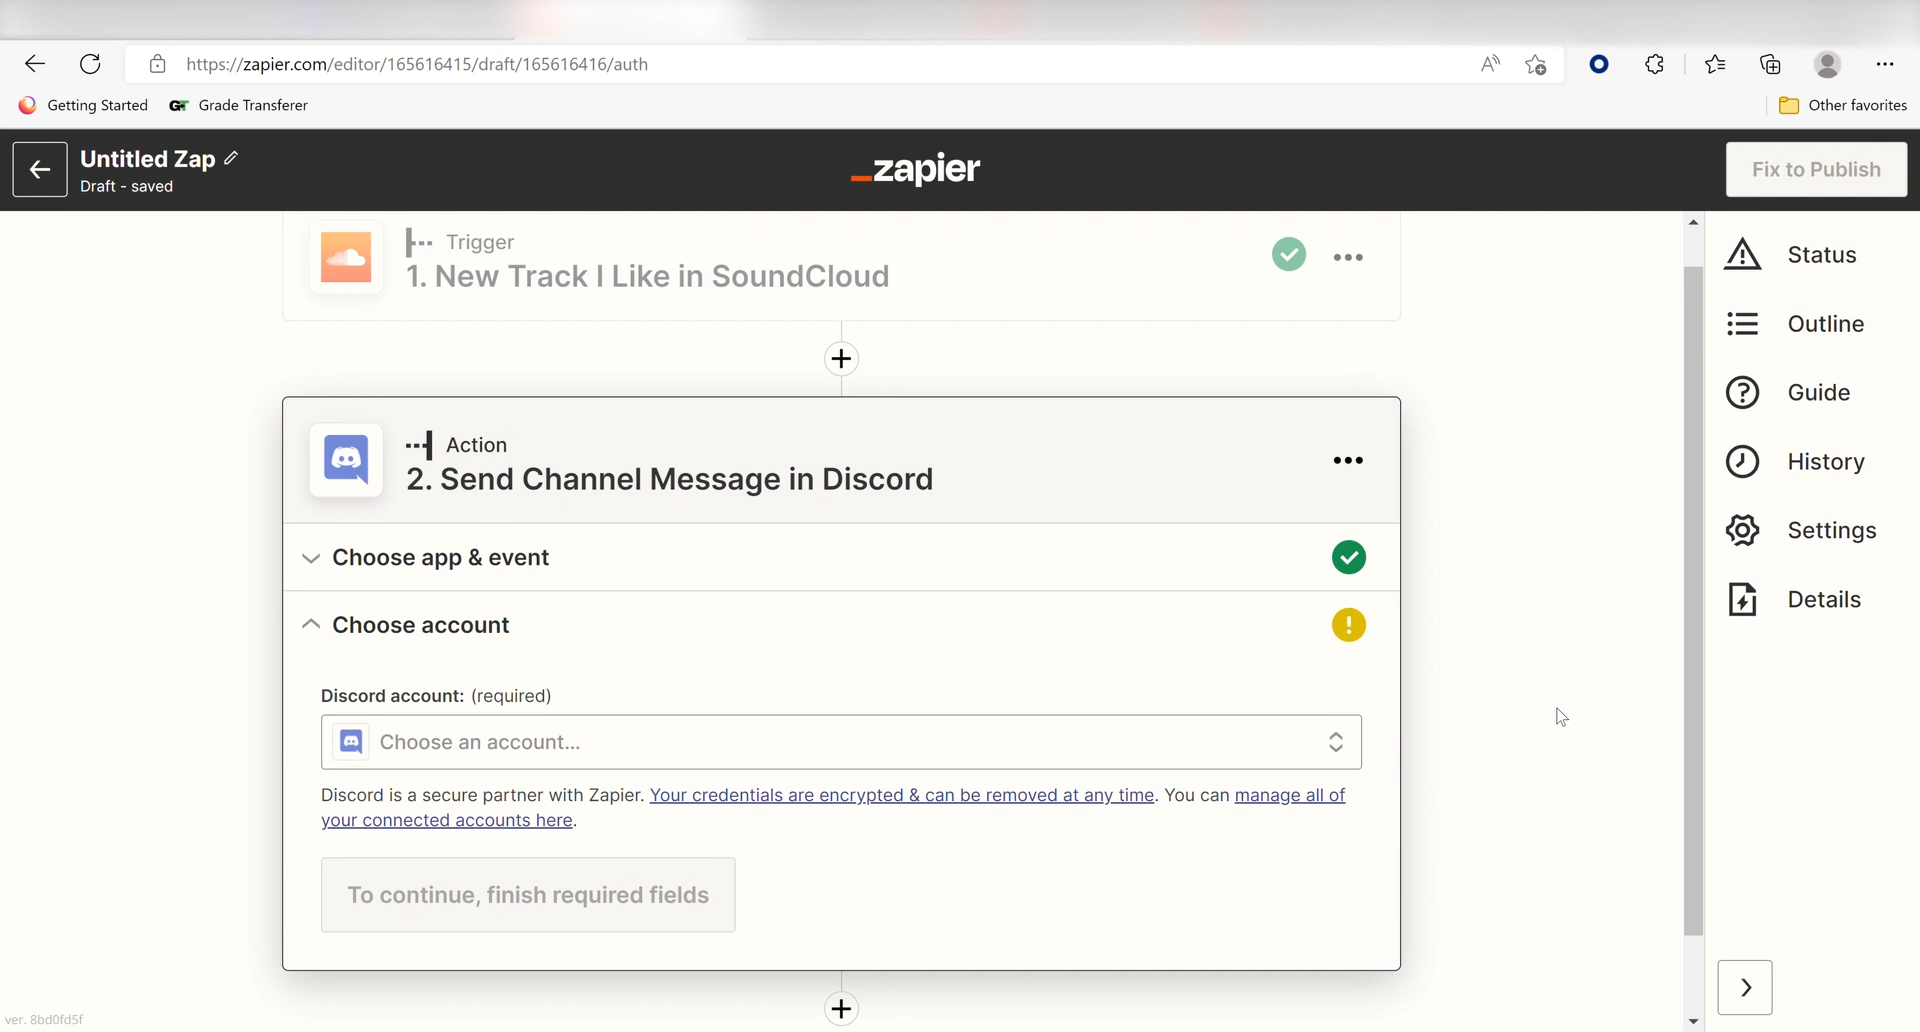 https://zapier.com/editor/165616415/draft/165616416/auth
Getting Started
GT Grade Transferer
Other favorites
Untitled Zap
Draft - saved
_zapier
Fix to Publish
Trigger
1. New Track I Like in SoundCloud
Action
2. Send Channel Message in Discord
Choose app & event
Choose account
Discord account: (required)
Choose an account...
Discord is a secure partner with Zapier. Your credentials are encrypted & can be removed at any time. You can manage all of
your connected accounts here.
To continue, finish required fields
Status
Outline
Guide
History
Settings
Details
ver. 8bd0fd5f